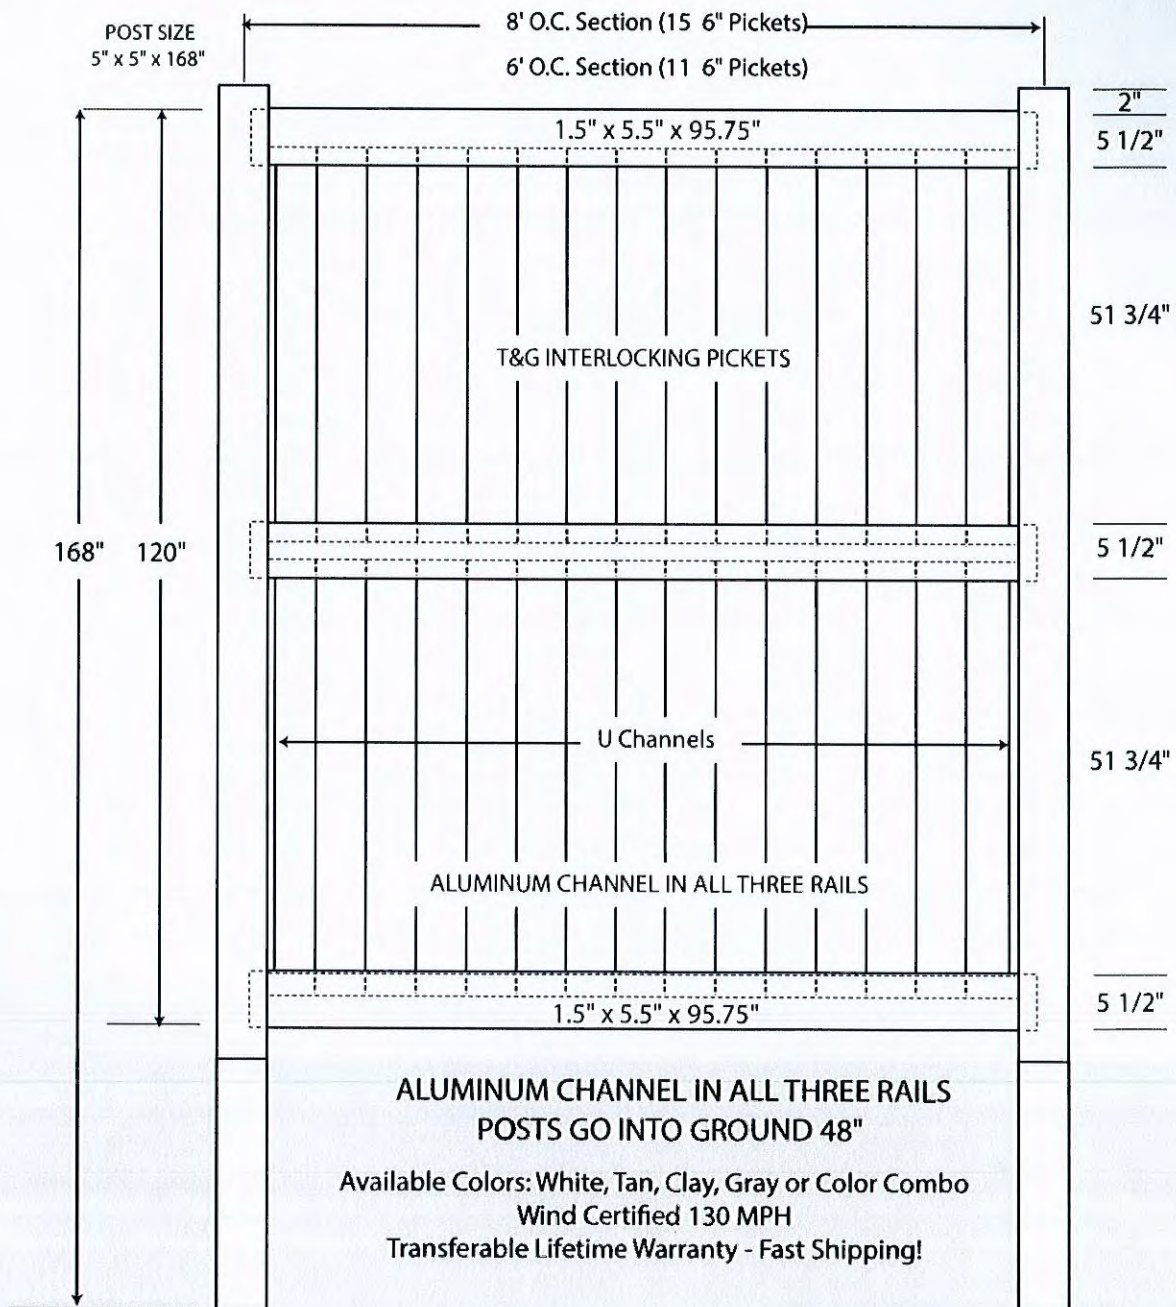 POST SIZE
5" x 5" x 168"
8' O.C. Section (15 6" Pickets)
6' O.C. Section (11 6" Pickets)
2"
1.5" x 5.5" x 95.75"
5 1/2"
51 3/4"
T&G INTERLOCKING PICKETS
168"
120"
5 1/2"
U Channels
51 3/4"
ALUMINUM CHANNEL IN ALL THREE RAILS
1.5" x 5.5" x 95.75"
5 1/2"
ALUMINUM CHANNEL IN ALL THREE RAILS
POSTS GO INTO GROUND 48"
Available Colors: White, Tan, Clay, Gray or Color Combo
Wind Certified 130 MPH
Transferable Lifetime Warranty - Fast Shipping!